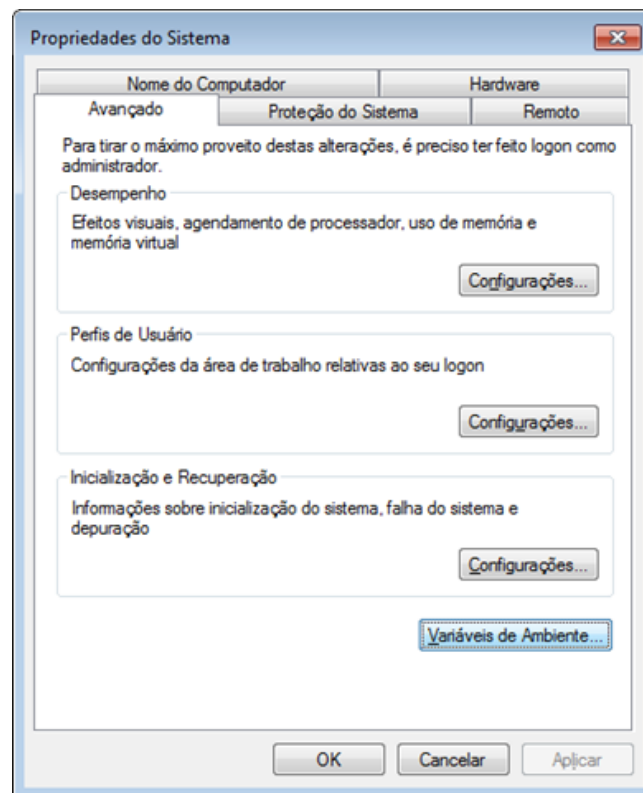 Propriedades do Sistema
Nome do Computador
Hardware
Avançado
Proteção do Sistema
Remoto
Para tirar o máximo proveito destas alterações, é preciso ter feito logon como
administrador.
Desempenho
Efeitos visuais, agendamento de processador, uso de memória e
memória virtual
Configurações...
Perfis de Usuário
Configurações da área de trabalho relativas ao seu logon
Configurações...
Inicialização e Recuperação
Informações sobre inicialização do sistema, falha do sistema e
depuração
Configurações...
Variáveis de Ambiente...
OK
Cancelar
Aplicar